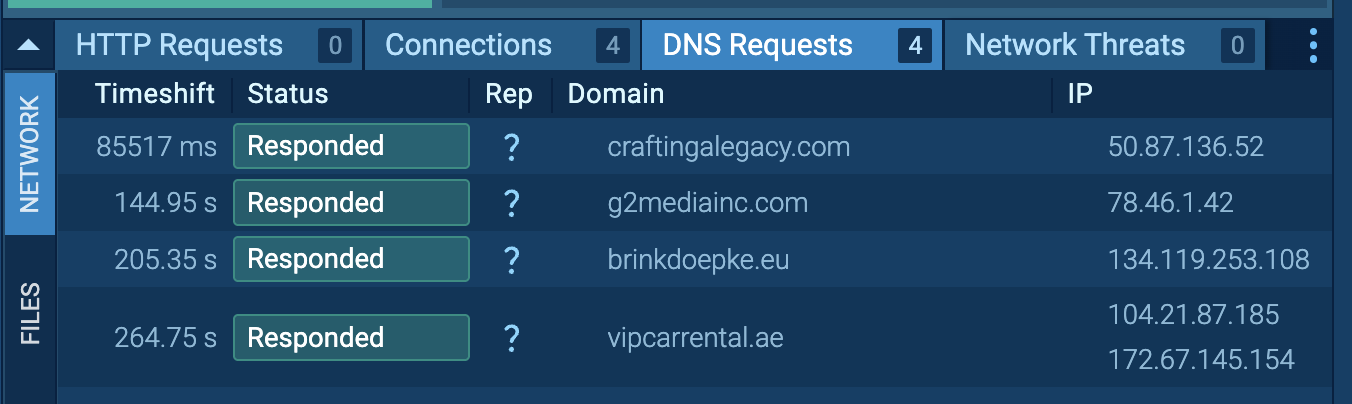 HTTP Requests 0 Connections 4 DNS Requests 4 Network Threats 0
NETWORK
FILES
Timeshift Status Rep Domain IP
85517 ms Responded ? craftingalegacy.com 50.87.136.52
144.95 s Responded ? g2mediainc.com 78.46.1.42
205.35 s Responded ? brinkdoepke.eu 134.119.253.108
264.75 s Responded ? vipcarrental.ae 104.21.87.185
172.67.145.154